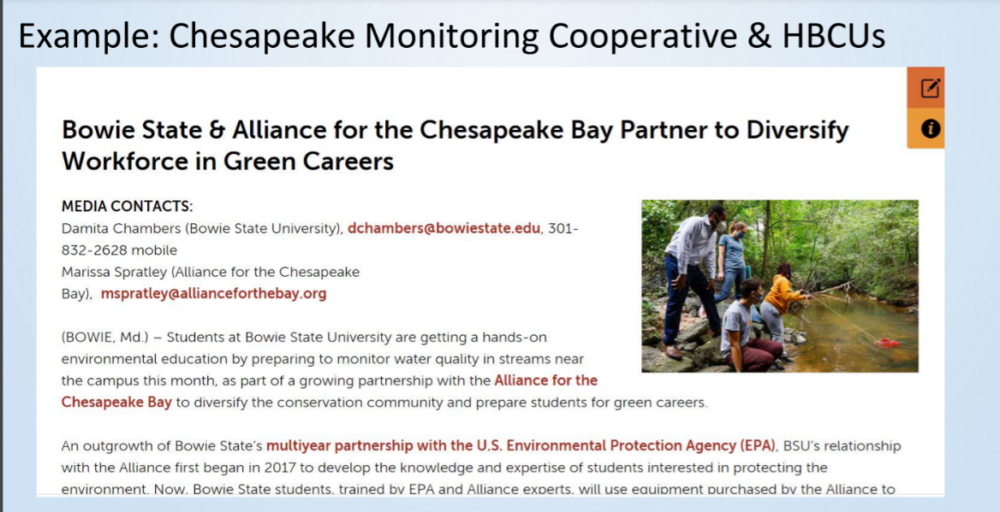 Example: Chesapeake Monitoring Cooperative & HBCUs
Bowie State & Alliance for the Chesapeake Bay Partner to Diversify
Workforce in Green Careers
MEDIA CONTACTS:
Damita Chambers (Bowie State University), dchambers@bowiestate.edu, 301-
832-2628 mobile
Marissa Spratley (Alliance for the Chesapeake
Bay), mspratley@allianceforthebay.org
(BOWIE, Md.) – Students at Bowie State University are getting a hands-on
environmental education by preparing to monitor water quality in streams near
the campus this month, as part of a growing partnership with the Alliance for the
Chesapeake Bay to diversify the conservation community and prepare students for green careers.
An outgrowth of Bowie State’s multiyear partnership with the U.S. Environmental Protection Agency (EPA), BSU’s relationship
with the Alliance first began in 2017 to develop the knowledge and expertise of students interested in protecting the
environment. Now, Bowie State students, trained by EPA and Alliance experts, will use equipment purchased by the Alliance to